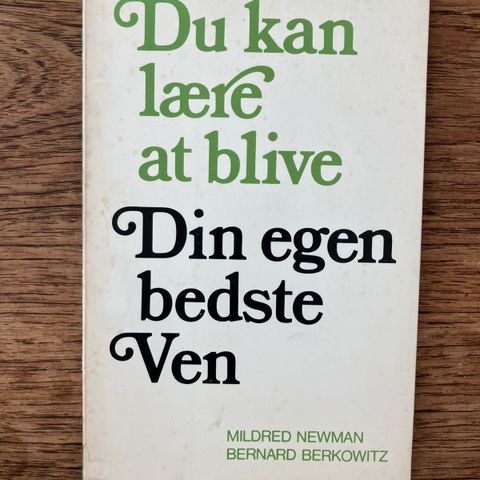 Du kan
lære
at blive
Din egen
bedste
Ven
MILDRED NEWMAN
BERNARD BERKOWITZ